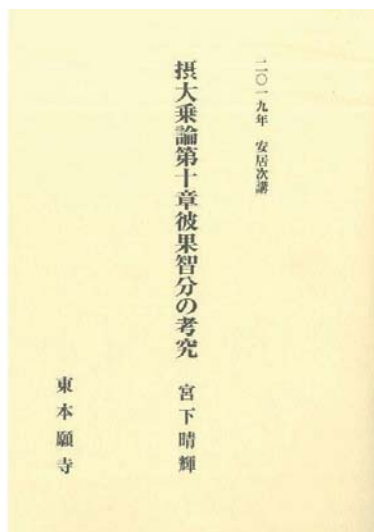 二〇一九年 安居次講
摂大乗論第十章彼果智分の考究
宮下晴輝
東本願寺